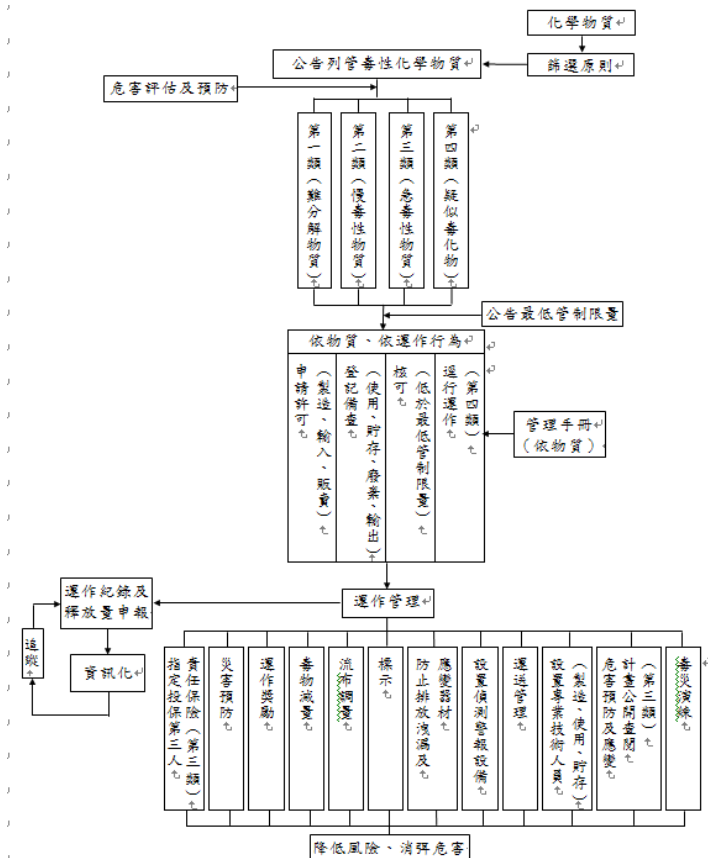 化學物質
公告列管毒性化學物質
篩選原則
危害評估及預防
第一類（難分解物質）
第二類（慢毒性物質）
第三類（急毒性物質）
第四類（疑似毒化物）
公告最低管制限量
依物質、依運作行為
申請許可
（製造、輸入、販賣）
登記備查
（使用、貯存、廢棄、輸出）
核可
（低於最低管制限量）
逕行運作
（第四類）
管理手冊
（依物質）
運作管理
運作紀錄及
釋放量申報
追蹤
資訊化
指定投保第三人
責任保險（第三類）
災害預防
運作獎勵
毒物減量
流布調量
標示
防止排放洩漏及
應變器材
設置偵測警報設備
運送管理
設置專業技術人員
（製造、使用、貯存）
危害預防及應變
計畫公開查閱
（第三類）
毒災演練
降低風險、消弭危害